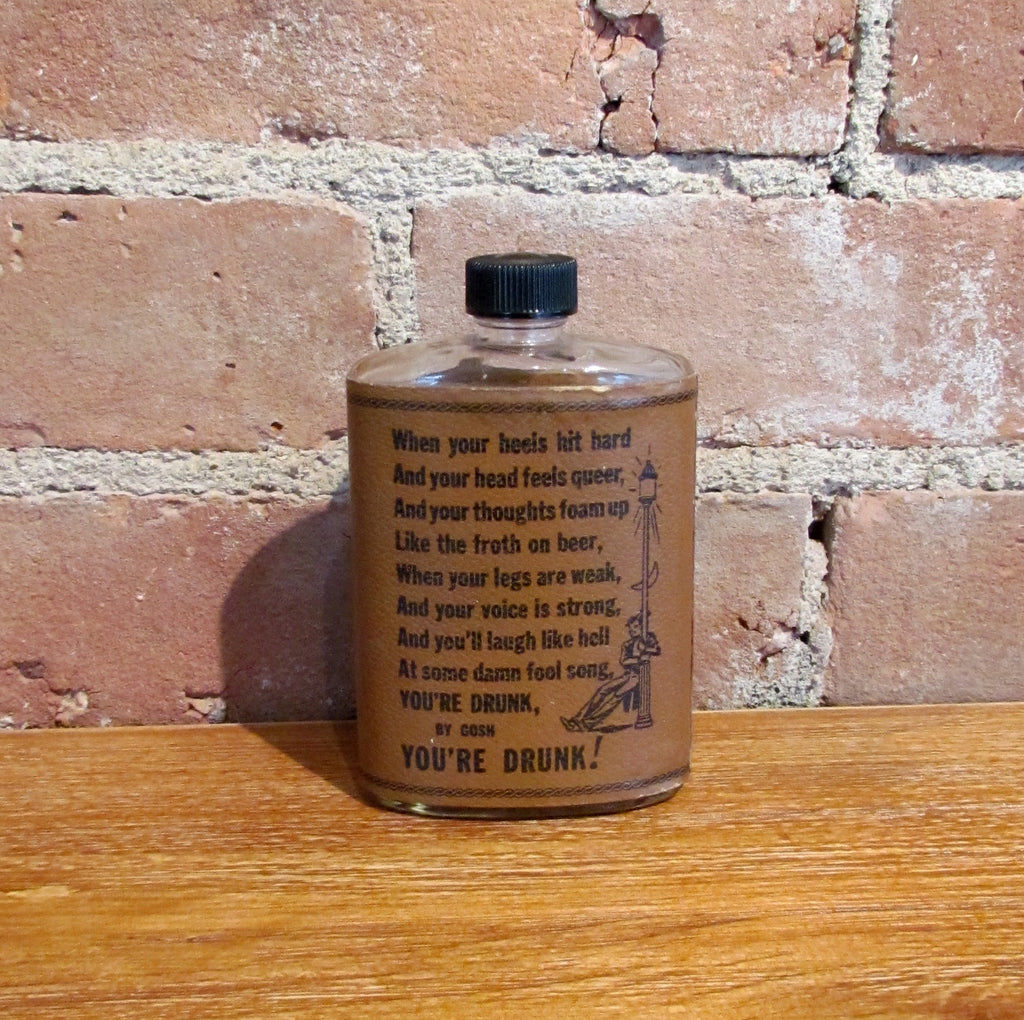 When your heels hit hard
And your head feels queer,
And your thoughts foam up
Like the froth on beer,
When your legs are weak,
And your voice is strong,
And you'll laugh like hell
At some damn fool song,
YOU'RE DRUNK,
BY GOSH
YOU'RE DRUNK!